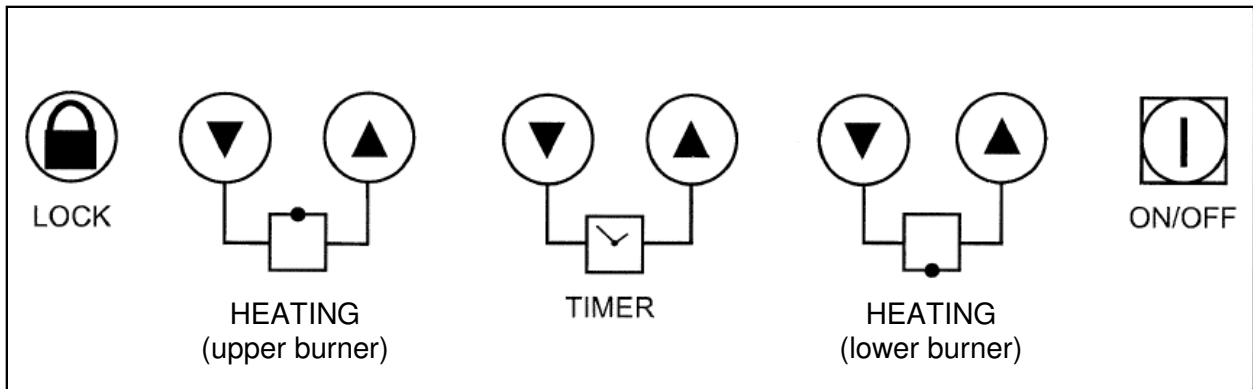 LOCK
HEATING
(upper burner)
TIMER
HEATING
(lower burner)
ON/OFF